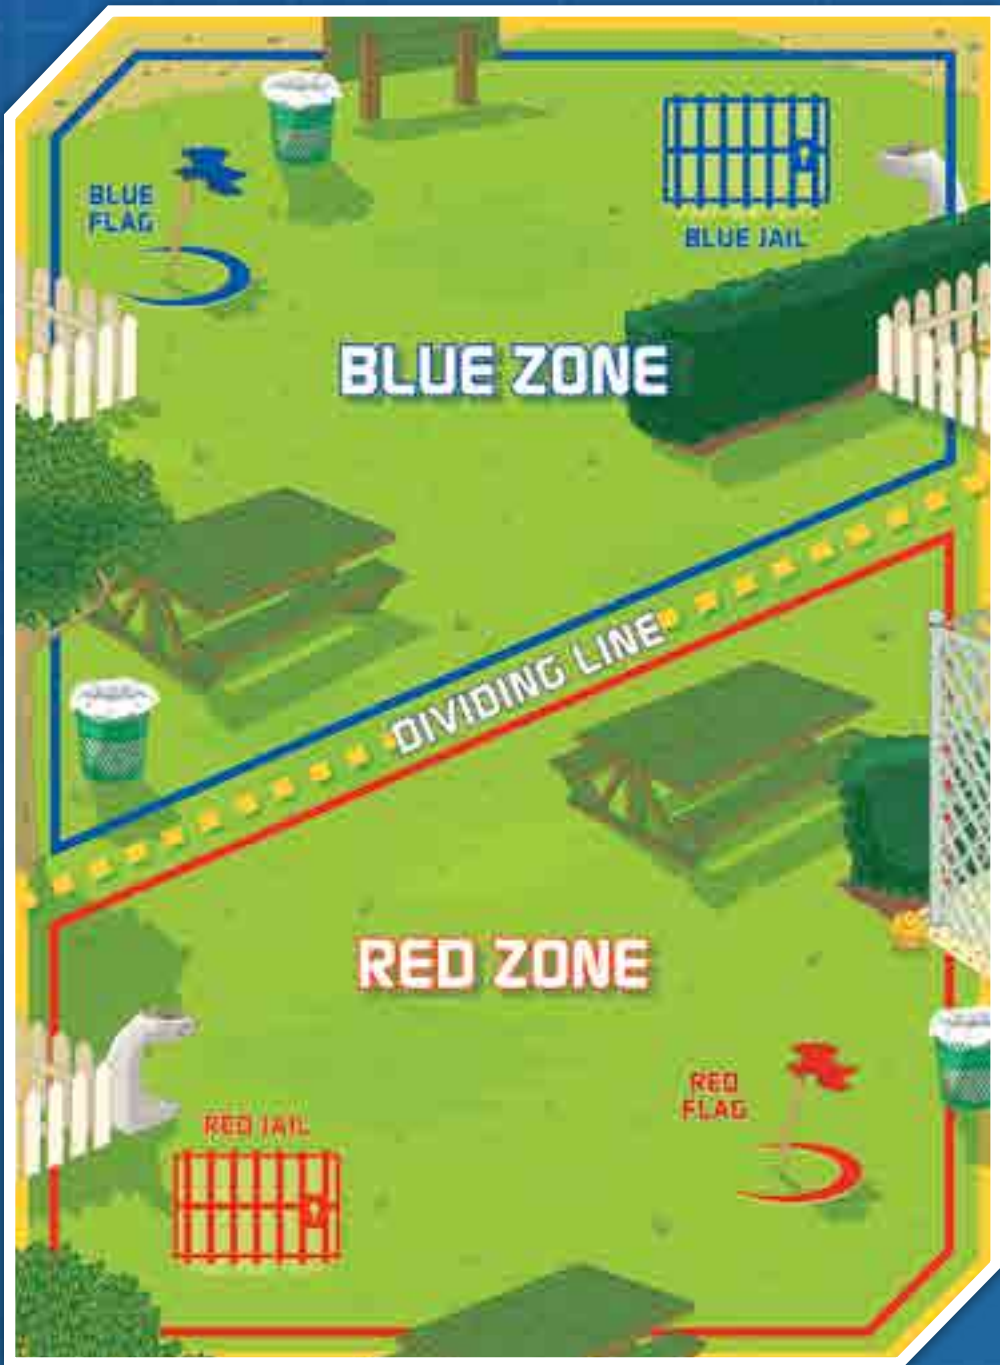 BLUE
FLAG
BLUE JAIL
BLUE ZONE
DIVIDING LINE
RED ZONE
RED
FLAG
RED JAIL